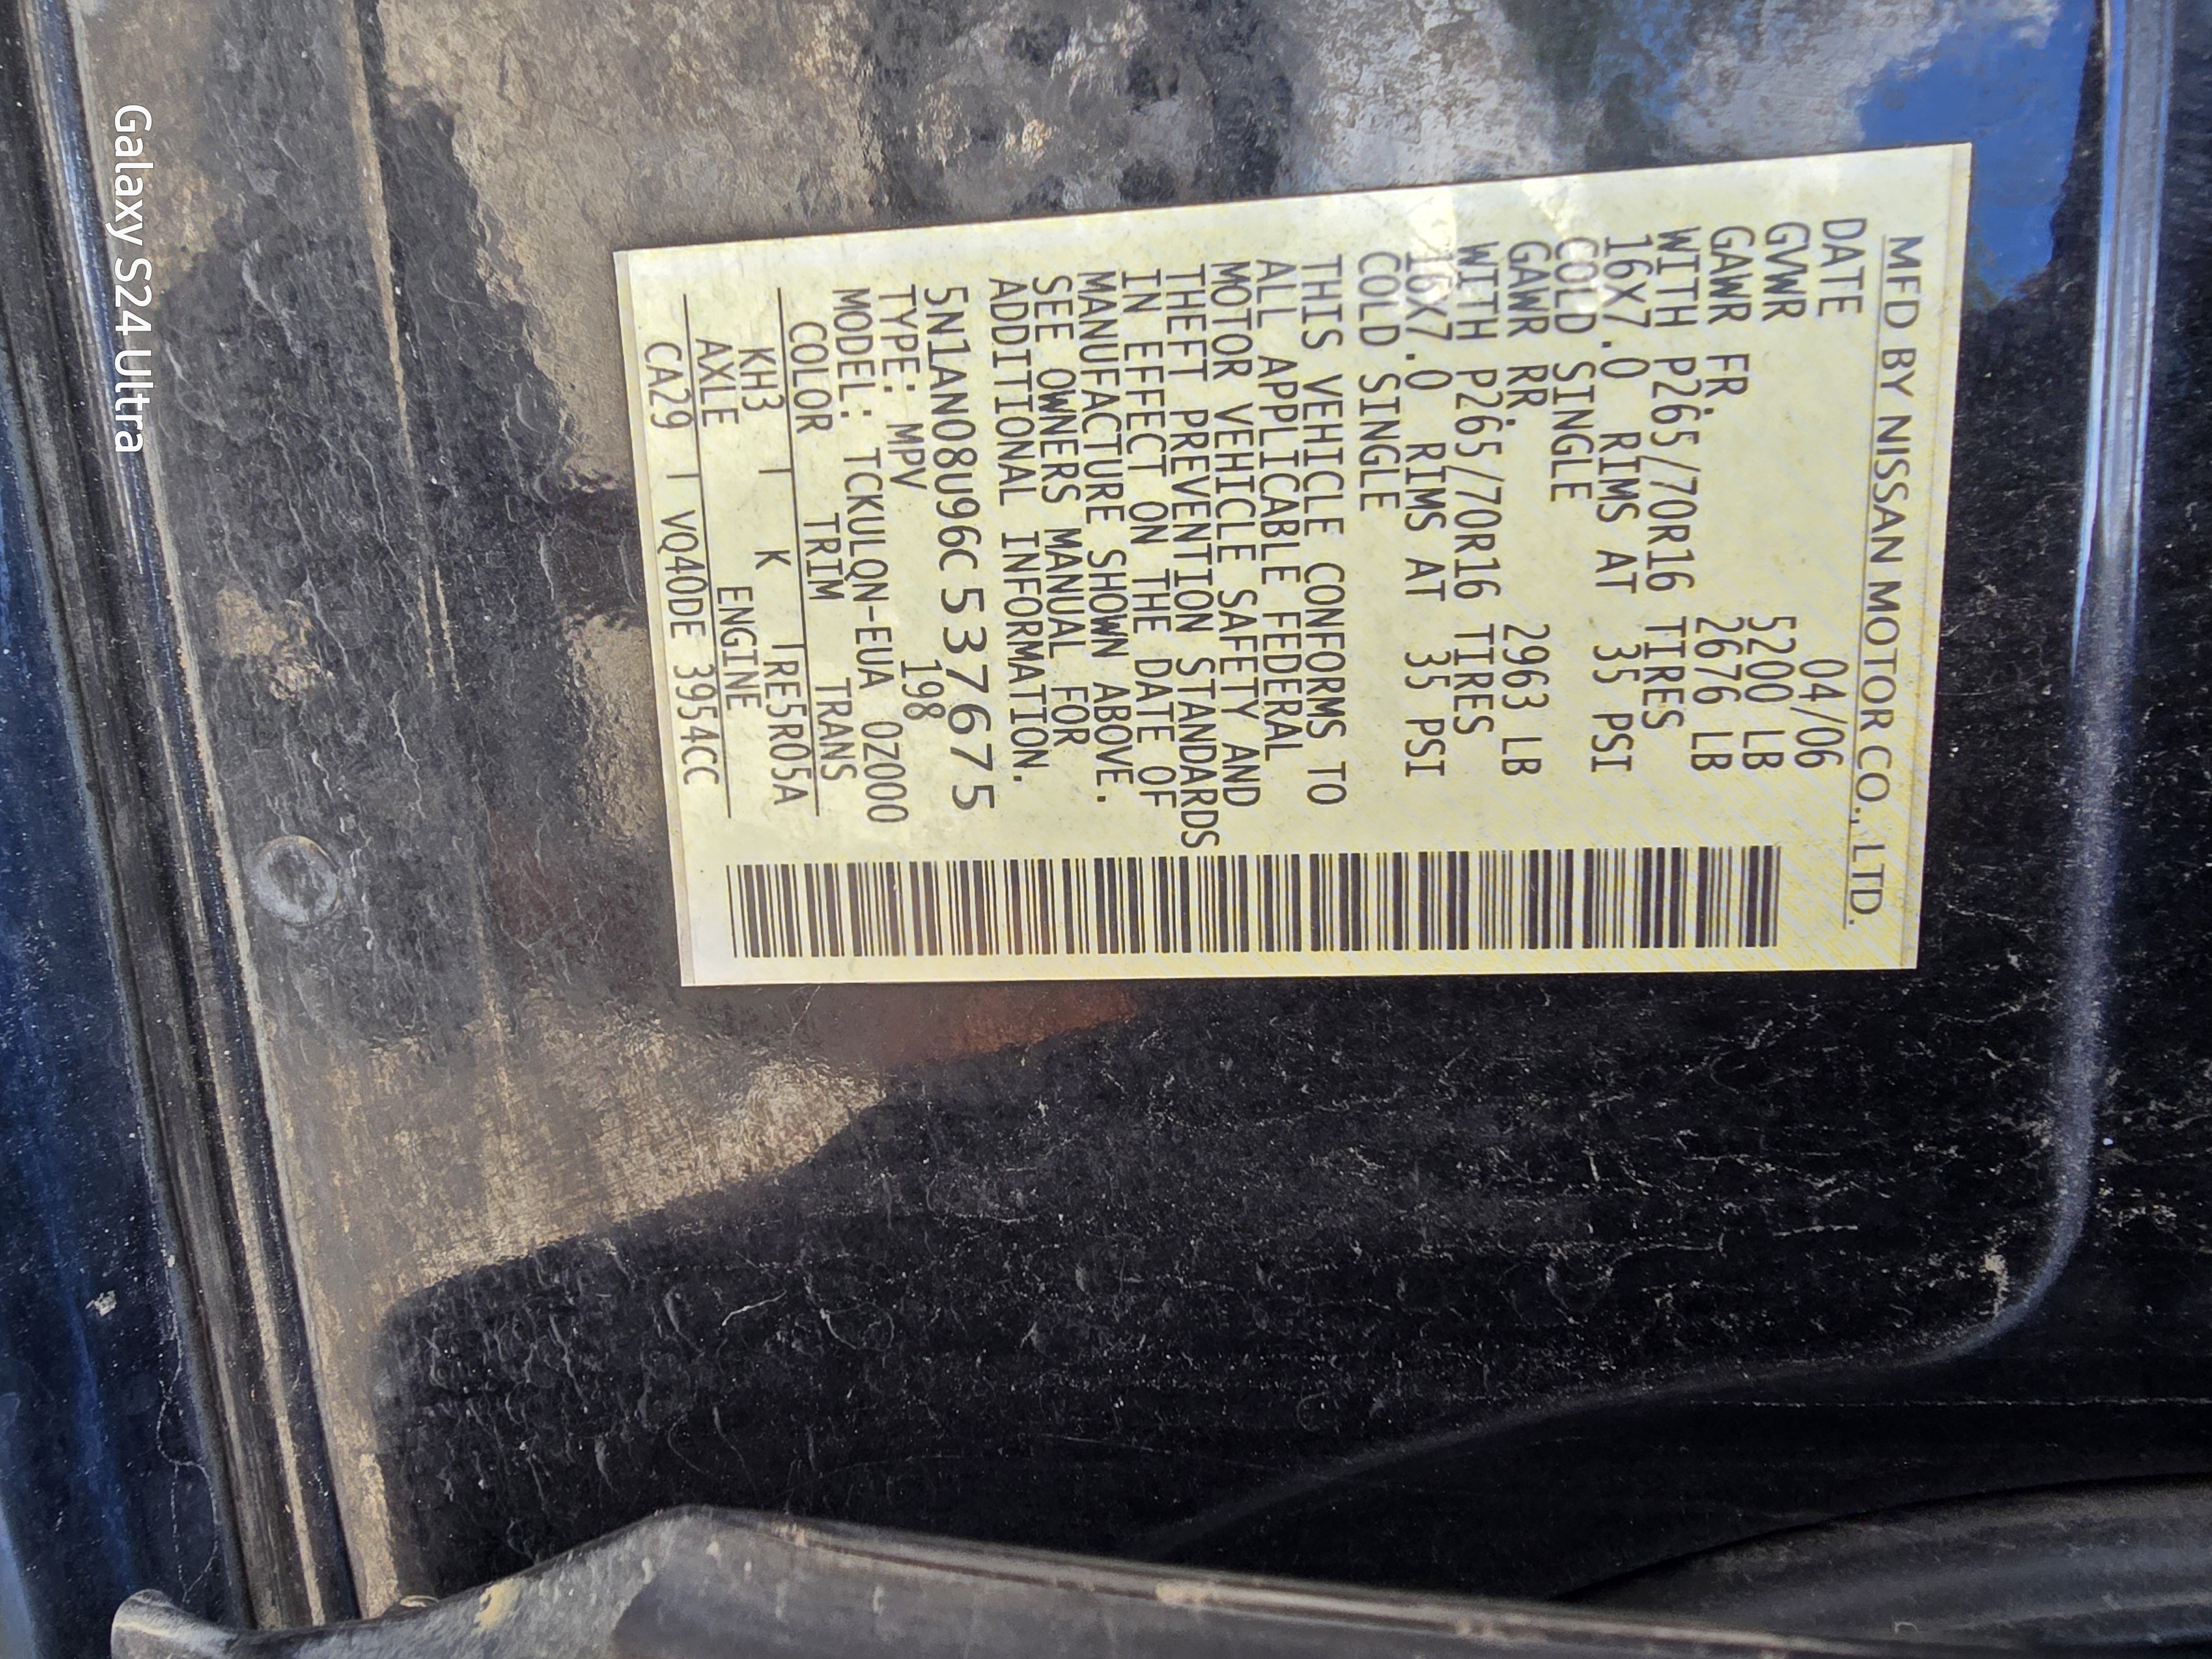 MFD BY NISSAN MOTOR CO., LTD.
DATE 04/06
GVWR 5200 LB
GAWR FR. 2676 LB
WITH P265/70R16 TIRES
16X7.0 RIMS AT 35 PSI
COLD SINGLE
GAWR RR. 2963 LB
WITH P265/70R16 TIRES
16X7.0 RIMS AT 35 PSI
COLD SINGLE
THIS VEHICLE CONFORMS TO
ALL APPLICABLE FEDERAL
MOTOR VEHICLE SAFETY AND
THEFT PREVENTION STANDARDS
IN EFFECT ON THE DATE OF
MANUFACTURE SHOWN ABOVE.
SEE OWNERS MANUAL FOR
ADDITIONAL INFORMATION.
5N1AN08U96C537675
TYPE: MPV 198
MODEL: TCKULQN-EUA 0Z000
COLOR TRIM TRANS
KH3 K RE5R05A
AXLE ENGINE
CA29 VQ40DE 3954CC
Galaxy S24 Ultra